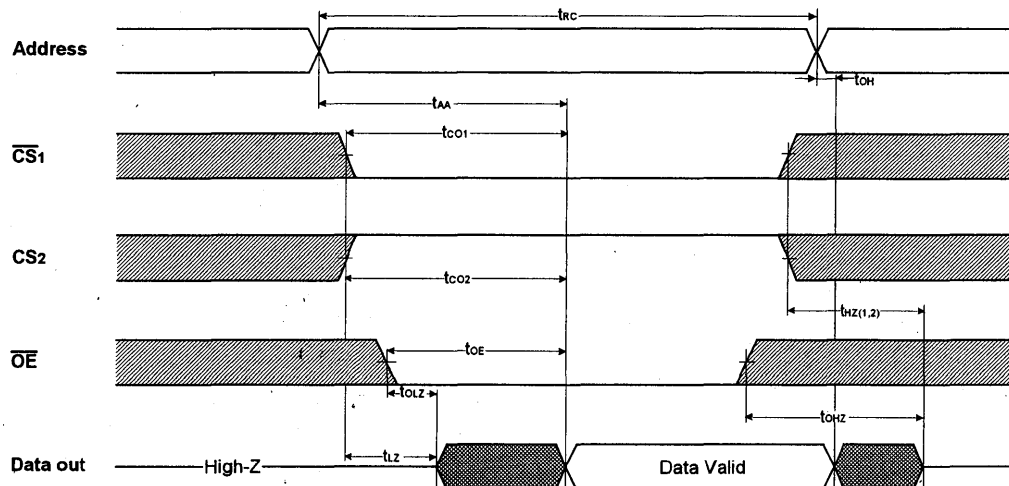 tRC
Address
tOH
tAA
tCO1
CS1
CS2
tCO2
tHZ(1,2)
OE
tOE
tOLZ
tOHZ
Data out
High-Z
tLZ
Data Valid